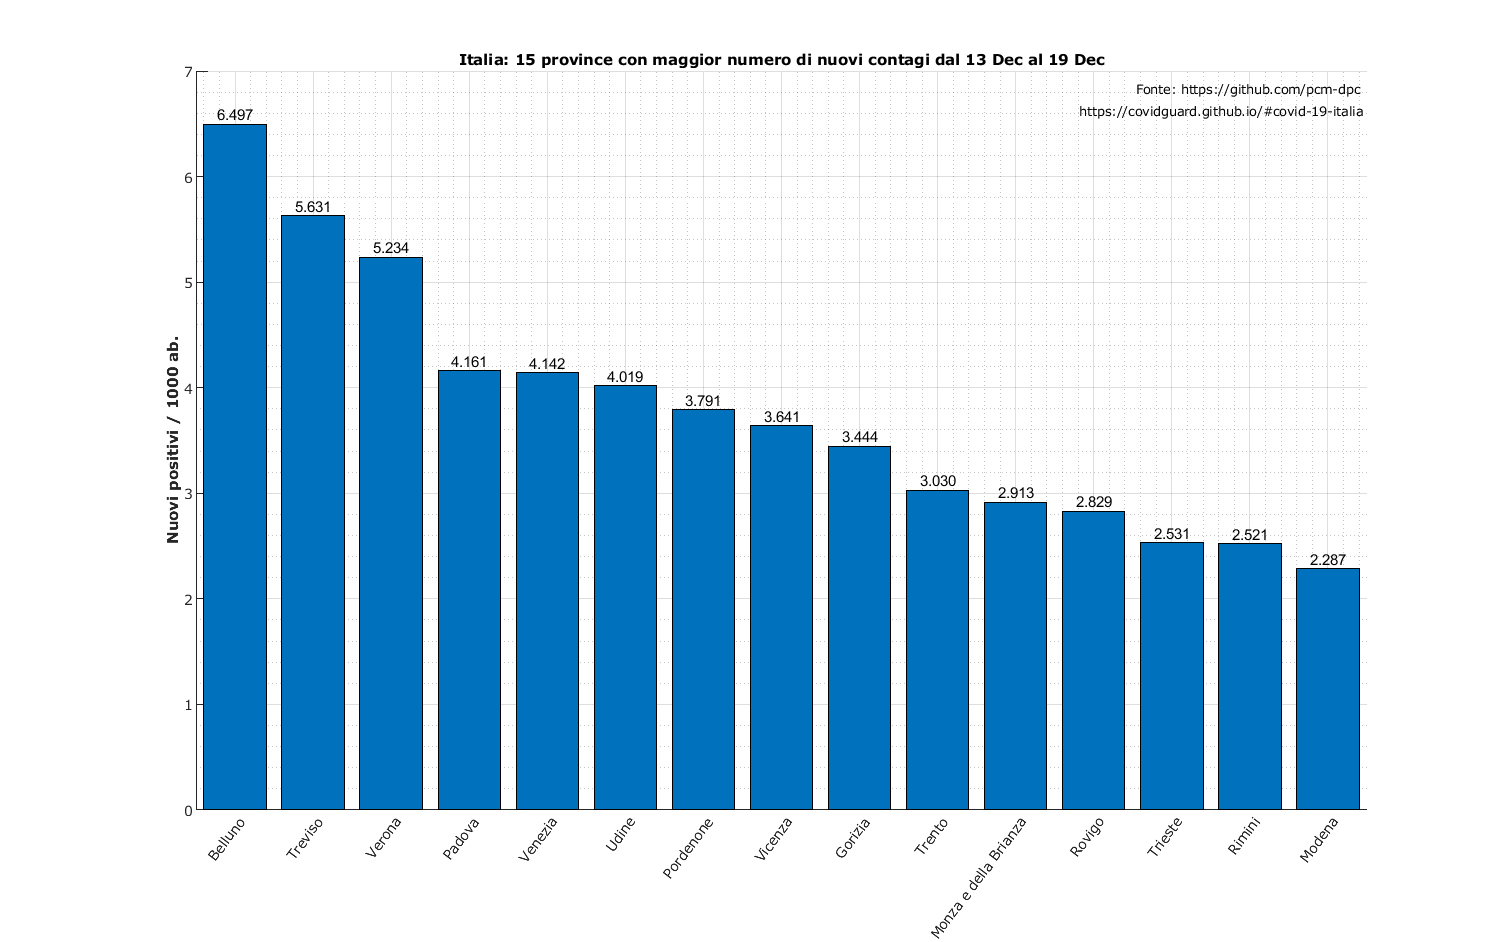 Italia: 15 province con maggior numero di nuovi contagi dal 13 Dec al 19 Dec
Fonte: https://github.com/pcm-dpc
https://covidguard.github.io/#covid-19-italia
Nuovi positivi / 1000 ab.
7
6
5
4
3
2
1
0
6.497
5.631
5.234
4.161
4.142
4.019
3.791
3.641
3.444
3.030
2.913
2.829
2.531
2.521
2.287
Belluno
Treviso
Verona
Padova
Venezia
Udine
Pordenone
Vicenza
Gorizia
Trento
Monza e della Brianza
Rovigo
Trieste
Rimini
Modena